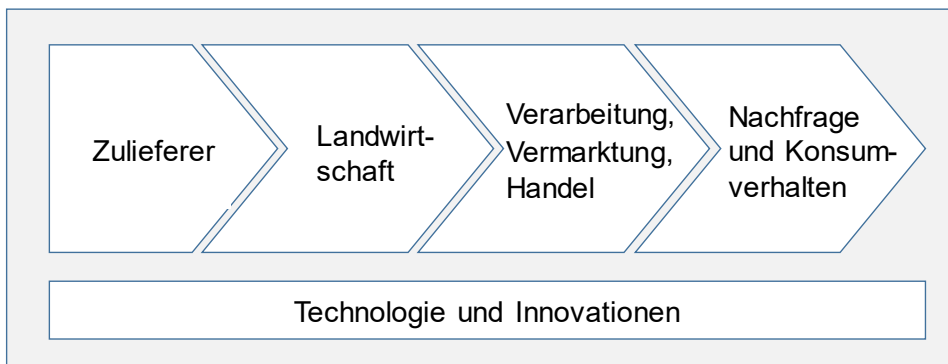 Zulieferer
Landwirt-
schaft
Verarbeitung,
Vermarktung,
Handel
Nachfrage
und Konsum-
verhalten
Technologie und Innovationen